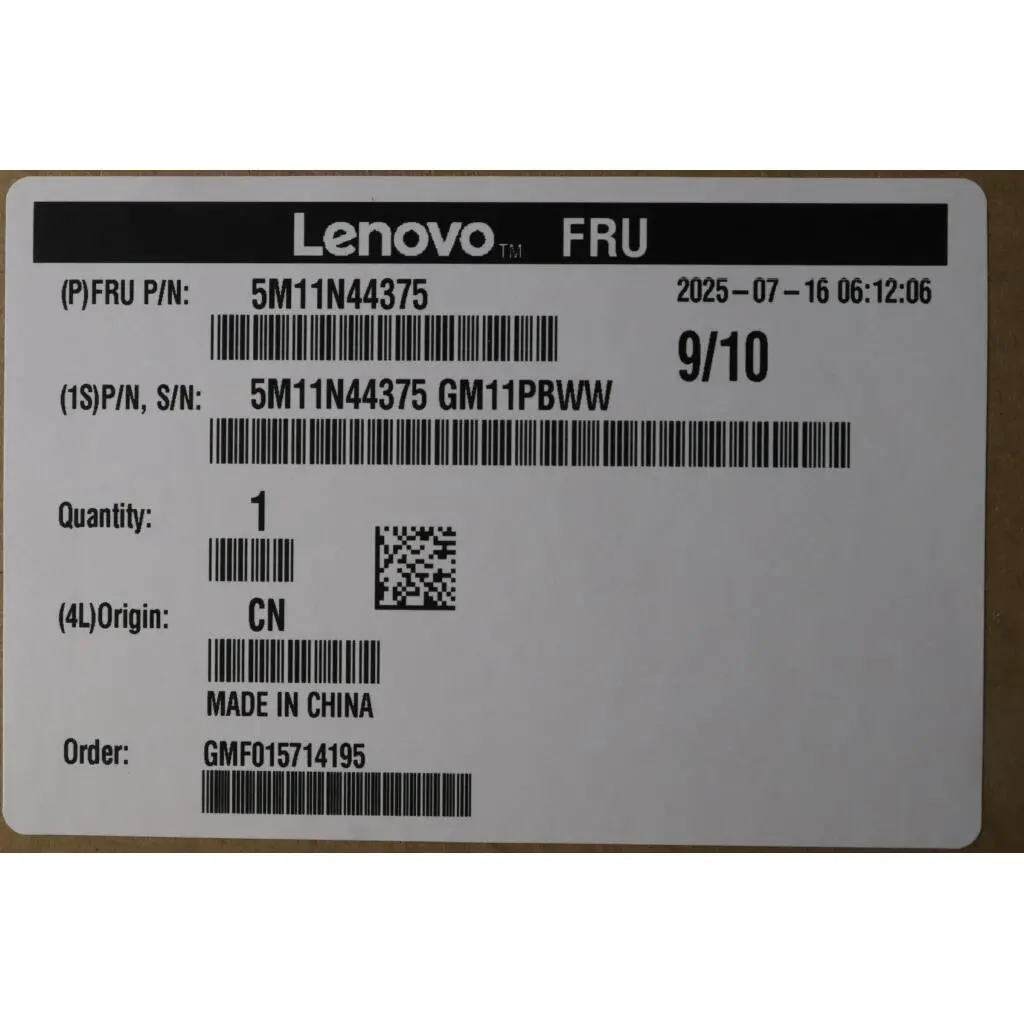 Lenovo™ FRU
(P)FRU P/N: 5M11N44375 2025-07-16 06:12:06
9/10
(1S)P/N, S/N: 5M11N44375 GM11PBWW
Quantity: 1
(4L)Origin: CN
MADE IN CHINA
Order: GMF015714195